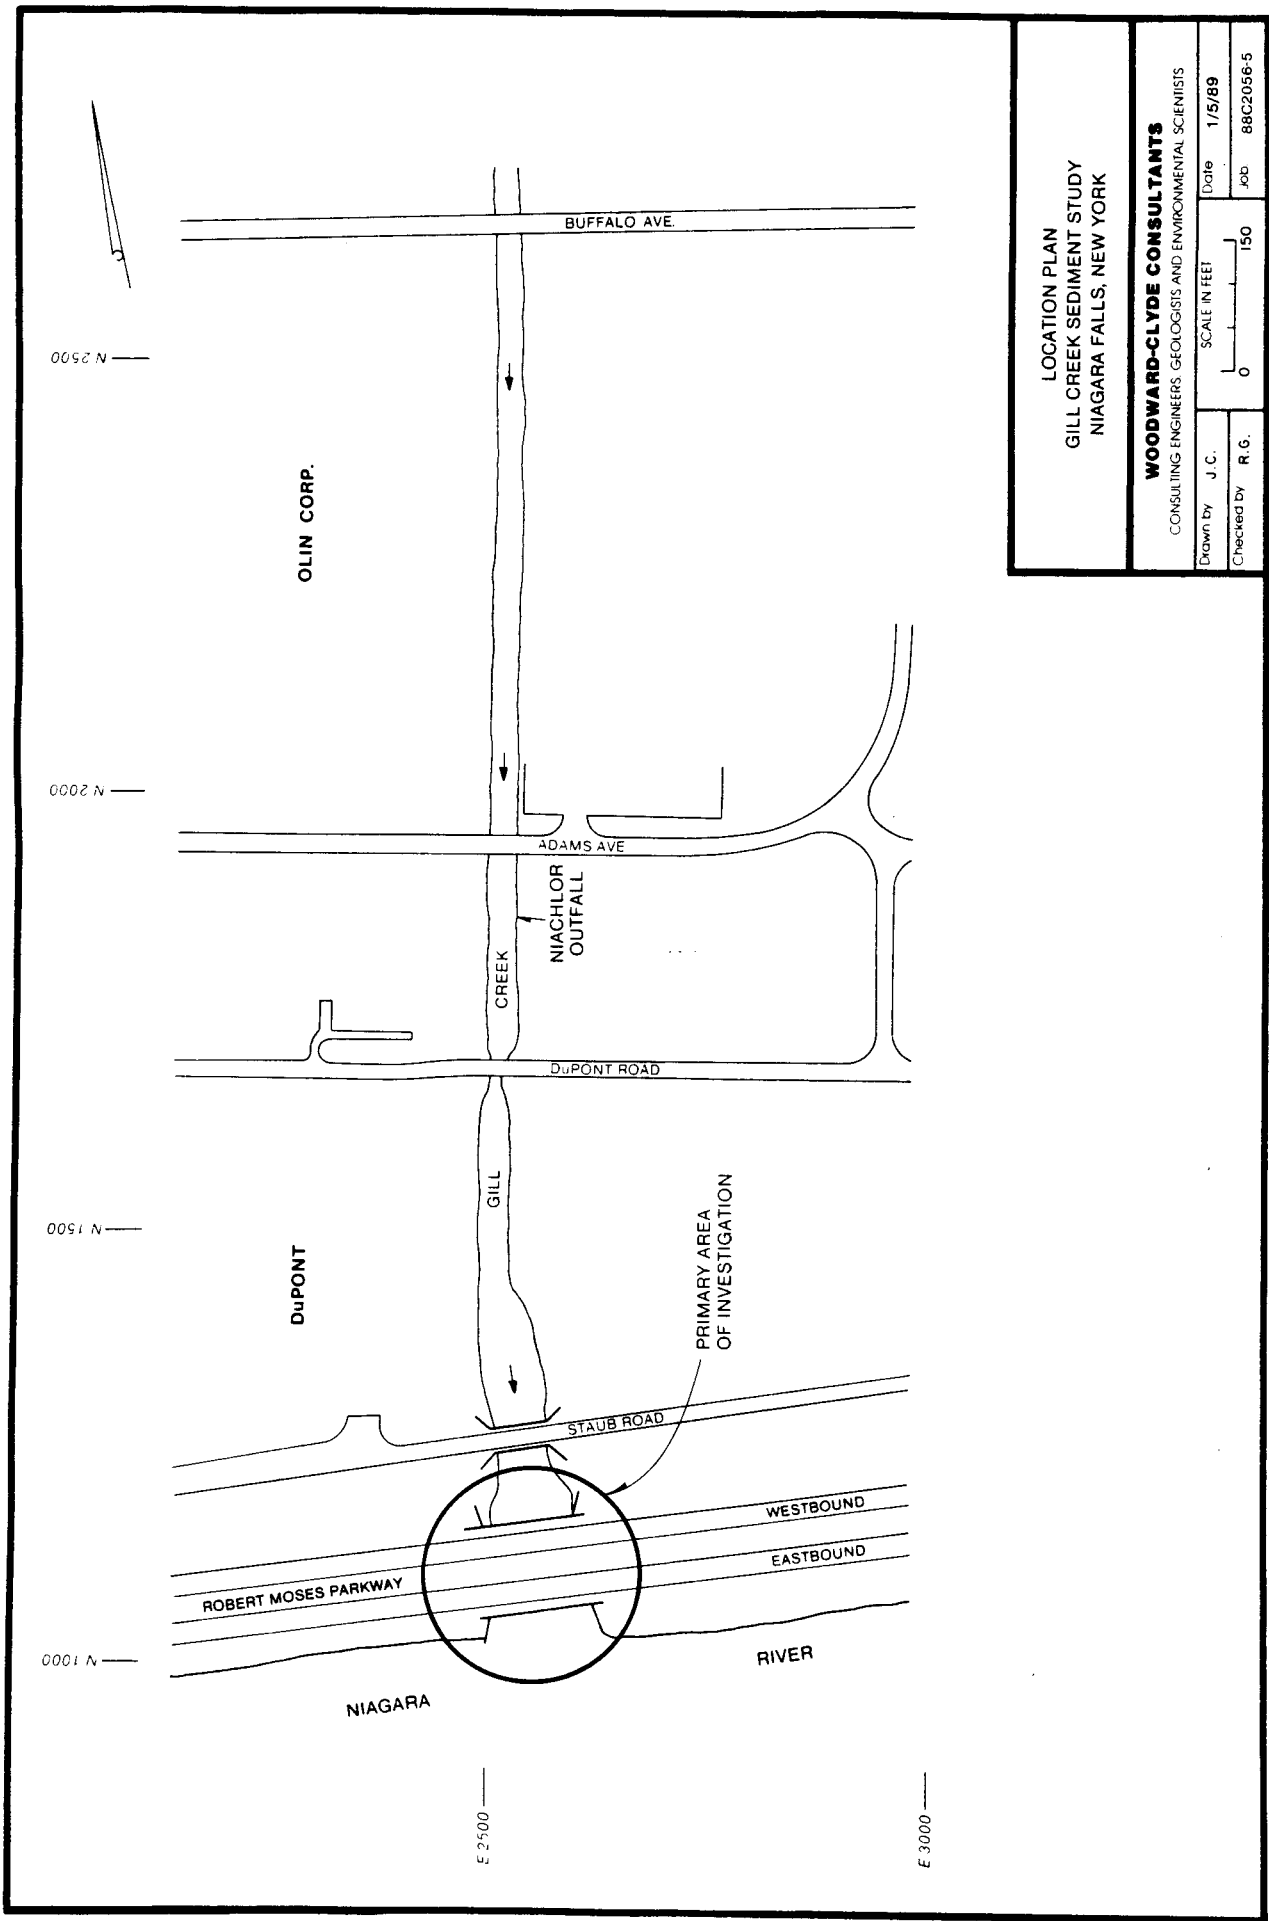 BUFFALO AVE.
N 2500
OLIN CORP.
N 2000
ADAMS AVE
NIACHLOR
OUTFALL
CREEK
DuPONT ROAD
GILL
N 1500
DuPONT
PRIMARY AREA
OF INVESTIGATION
STAUB ROAD
WESTBOUND
EASTBOUND
ROBERT MOSES PARKWAY
N 1000
RIVER
NIAGARA
E 2500
E 3000
LOCATION PLAN
GILL CREEK SEDIMENT STUDY
NIAGARA FALLS, NEW YORK
WOODWARD-CLYDE CONSULTANTS
CONSULTING ENGINEERS, GEOLOGISTS AND ENVIRONMENTAL SCIENTISTS
Drawn by J.C.
Checked by R.G.
SCALE IN FEET
0 150
Date 1/5/89
Job 88C2056-5